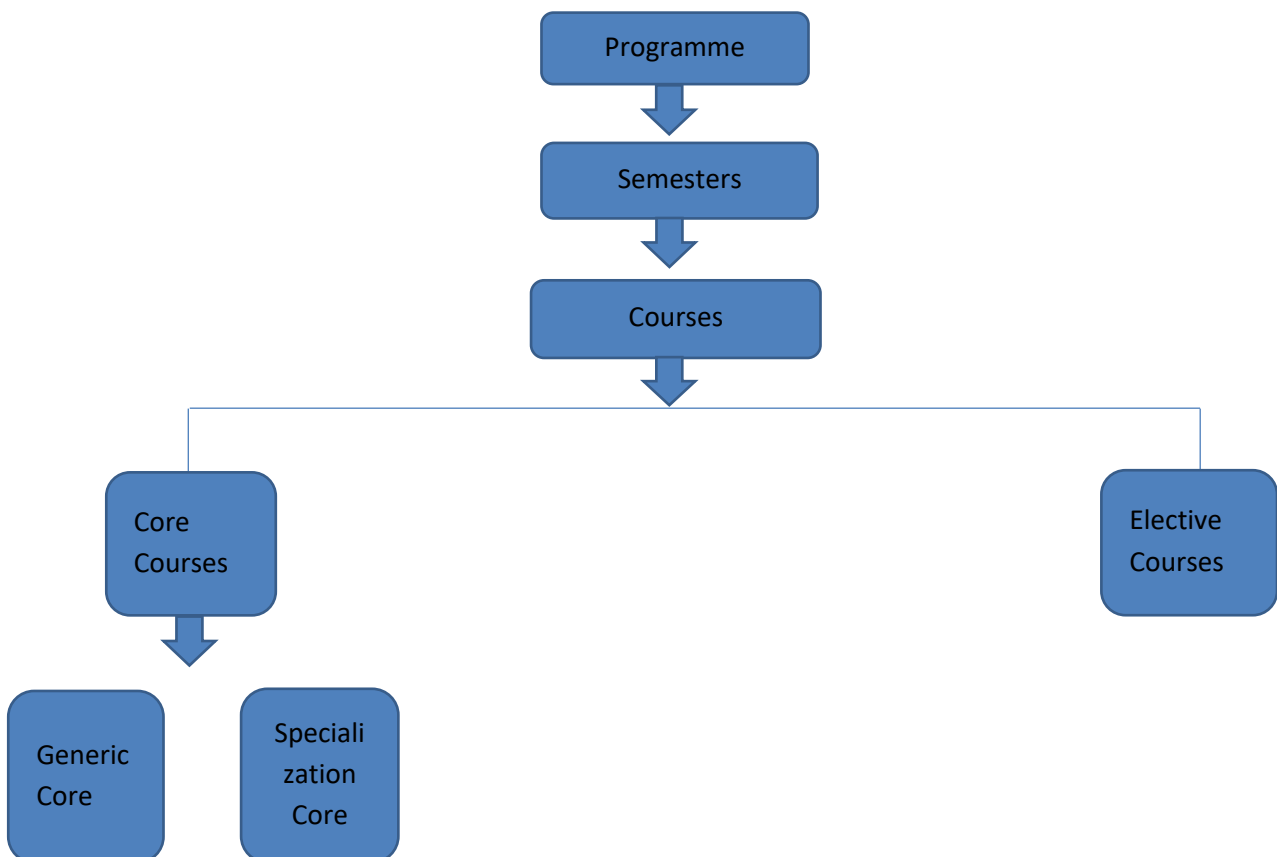 Programme
Semesters
Courses
Core
Courses
Elective
Courses
Generic
Core
Speciali
zation
Core